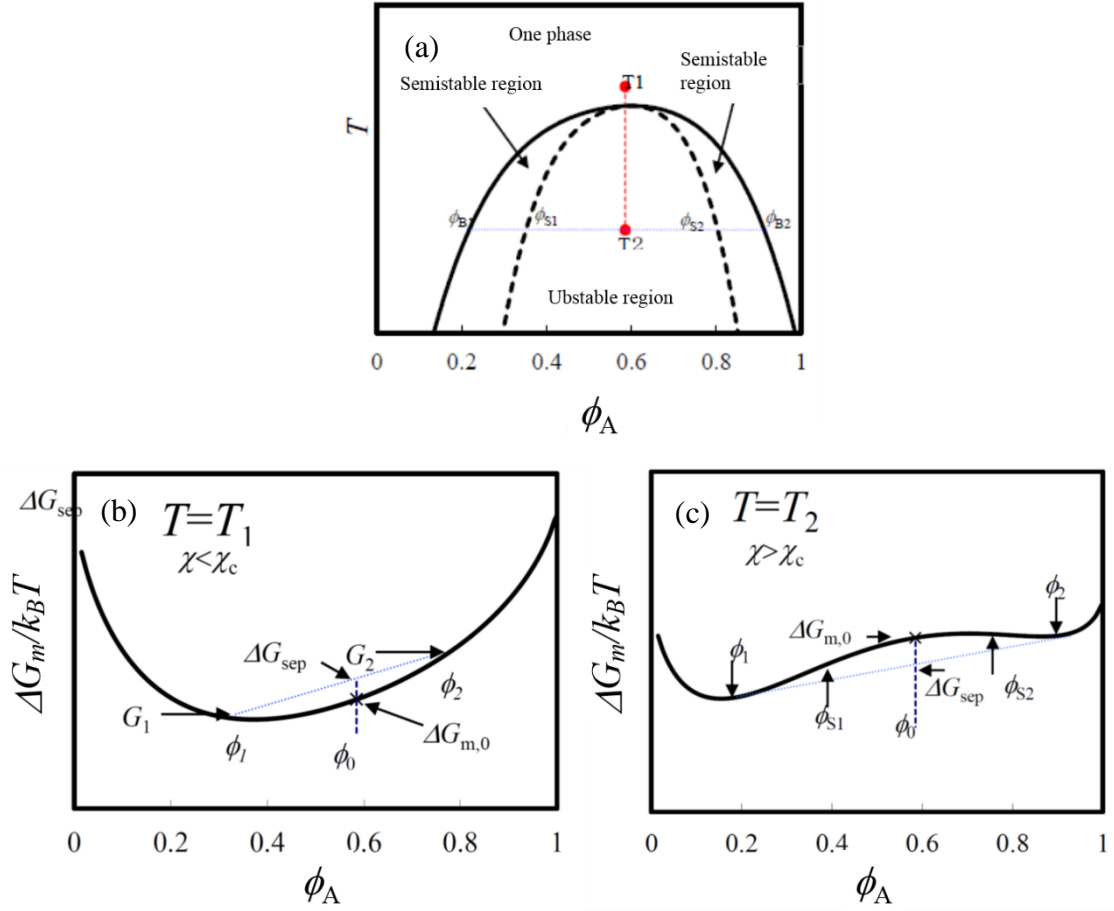 (a)
One phase
Semistable region
Semistable
region
T1
T
ϕB1
ϕS1
ϕS2
ϕB2
T2
Ubstable region
0 0.2 0.4 0.6 0.8 1
ϕA
ΔGsep
(b)
T=T1
χ<χc
ΔGm/kBT
ΔGsep
G2
G1
ϕ2
ϕ1
ϕ0
ΔGm,0
0 0.2 0.4 0.6 0.8 1
ϕA
(c)
T=T2
χ>χc
ΔGm/kBT
ϕ2
ΔGm,0
ϕ1
ΔGsep
ϕS2
ϕS1
ϕ0
0 0.2 0.4 0.6 0.8 1
ϕA